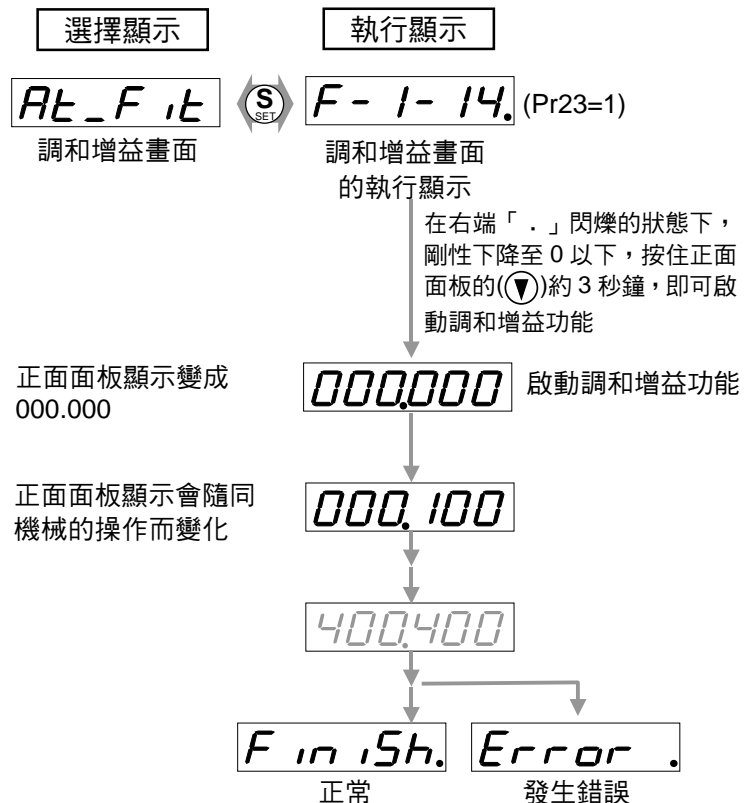 選擇顯示
執行顯示
At_Fit
S
SET
F-1-14. (Pr23=1)
調和增益畫面
調和增益畫面
的執行顯示
在右端「．」閃爍的狀態下，
剛性下降至 0 以下，按住正面
面板的(▼)約 3 秒鐘，即可啟
動調和增益功能
正面面板顯示變成
000.000
000.000
啟動調和增益功能
正面面板顯示會隨同
機械的操作而變化
000.100
400.400
FiniSh.
Error .
正常
發生錯誤